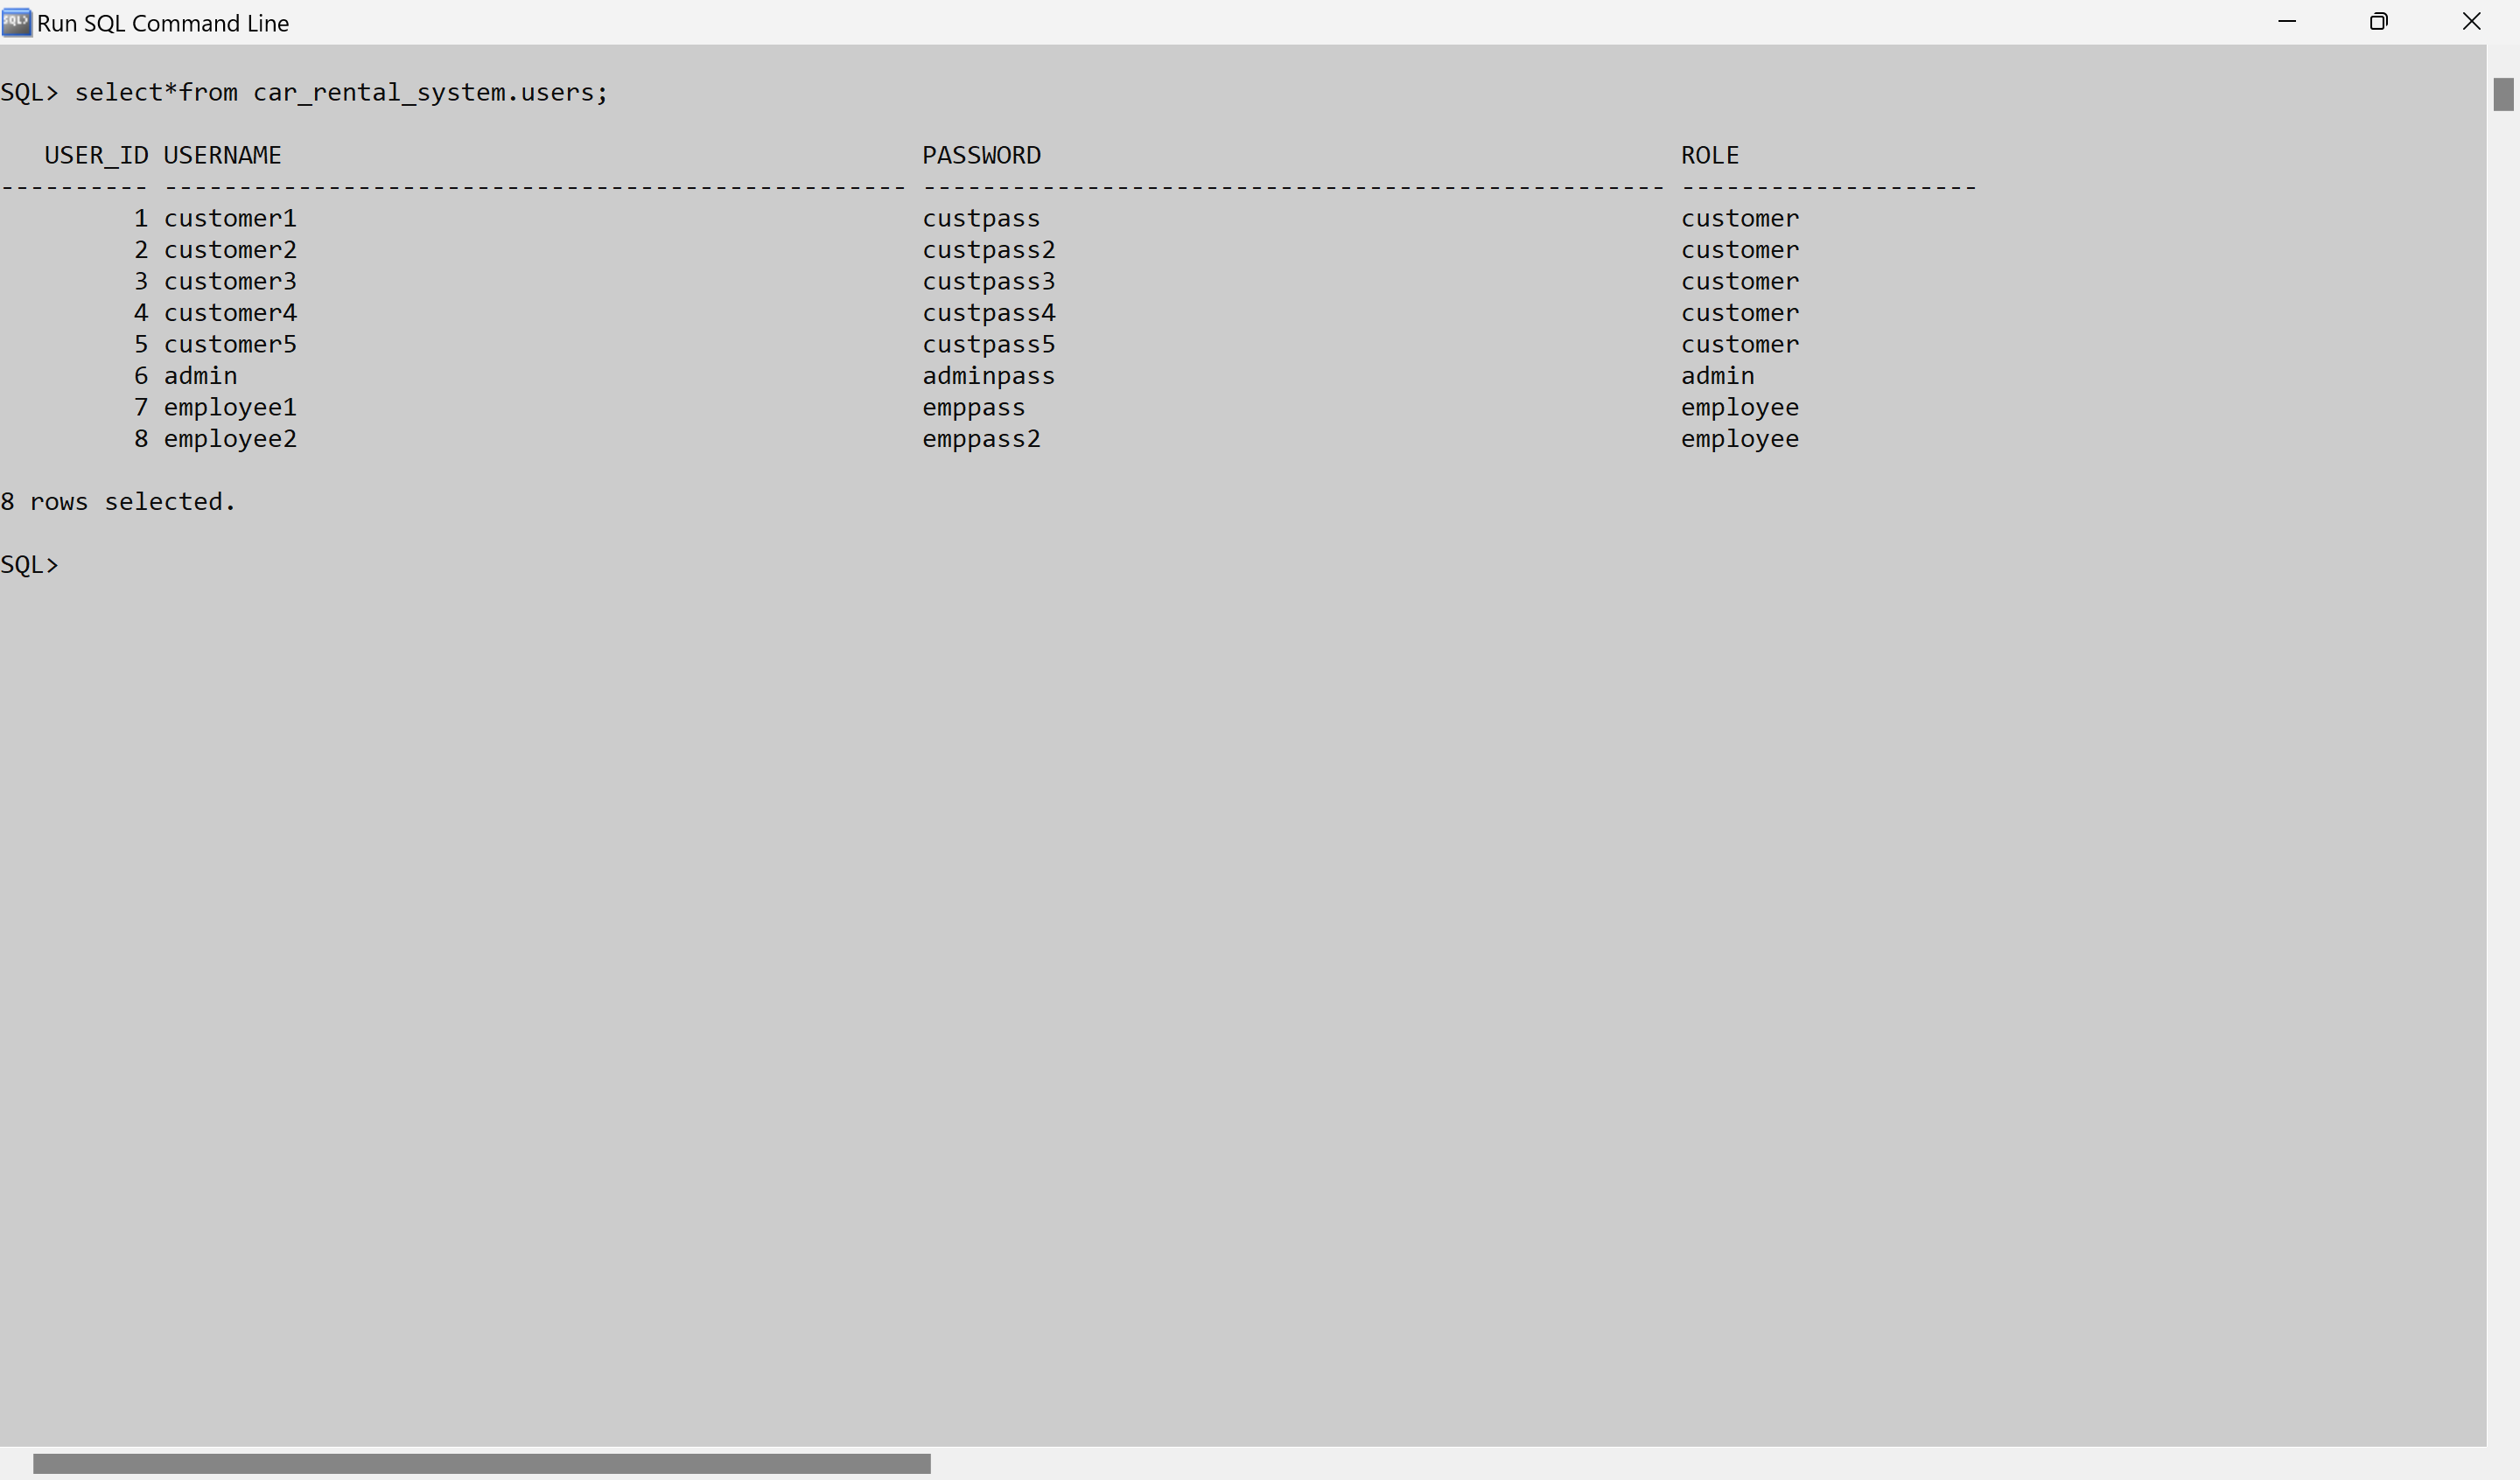 Run SQL Command Line
SQL> select*from car_rental_system.users;
USER_ID USERNAME PASSWORD ROLE
---------- -------------------------------------------------- -------------------------------------------------- --------------------
1 customer1 custpass customer
2 customer2 custpass2 customer
3 customer3 custpass3 customer
4 customer4 custpass4 customer
5 customer5 custpass5 customer
6 admin adminpass admin
7 employee1 emppass employee
8 employee2 emppass2 employee
8 rows selected.
SQL>